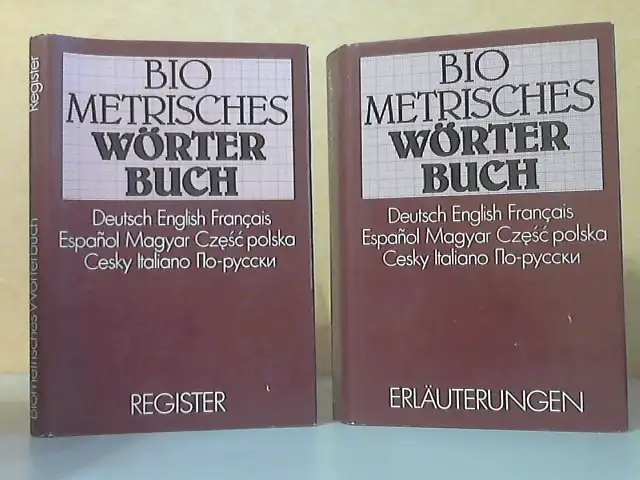 Register
Biometrisches Wörterbuch
BIO
METRISCHES
WÖRTER
BUCH
Deutsch English Français
Español Magyar Część polska
Cesky Italiano По-русски
REGISTER
BIO
METRISCHES
WÖRTER
BUCH
Deutsch English Français
Español Magyar Część polska
Cesky Italiano По-русски
ERLÄUTERUNGEN